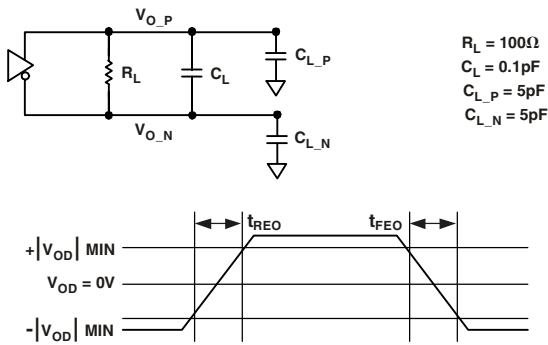 V_O_P
R_L
C_L
C_L_P
V_O_N
C_L_N
R_L = 100Ω
C_L = 0.1pF
C_L_P = 5pF
C_L_N = 5pF
t_REO
t_FEO
+|V_OD| MIN
V_OD = 0V
-|V_OD| MIN